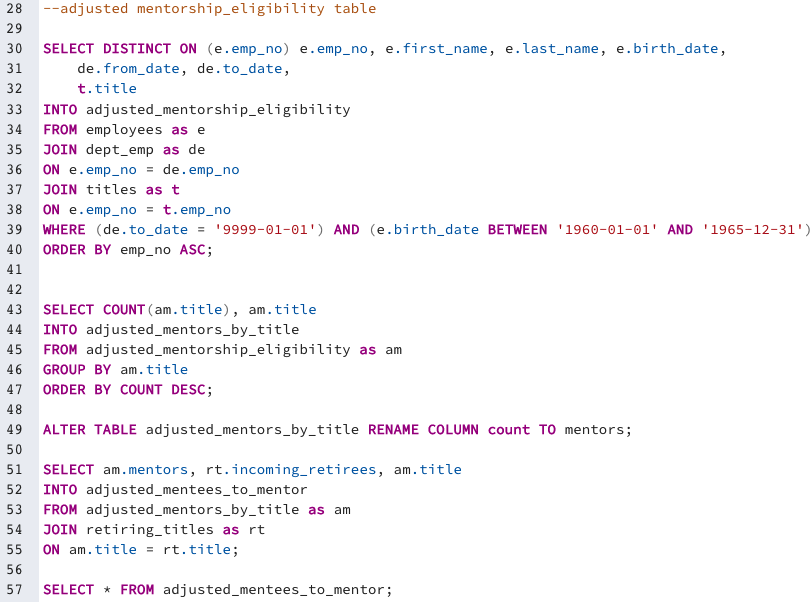 28 --adjusted mentorship_eligibility table
29
30 SELECT DISTINCT ON (e.emp_no) e.emp_no, e.first_name, e.last_name, e.birth_date,
31     de.from_date, de.to_date,
32     t.title
33 INTO adjusted_mentorship_eligibility
34 FROM employees as e
35 JOIN dept_emp as de
36 ON e.emp_no = de.emp_no
37 JOIN titles as t
38 ON e.emp_no = t.emp_no
39 WHERE (de.to_date = '9999-01-01') AND (e.birth_date BETWEEN '1960-01-01' AND '1965-12-31')
40 ORDER BY emp_no ASC;
41
42
43 SELECT COUNT(am.title), am.title
44 INTO adjusted_mentors_by_title
45 FROM adjusted_mentorship_eligibility as am
46 GROUP BY am.title
47 ORDER BY COUNT DESC;
48
49 ALTER TABLE adjusted_mentors_by_title RENAME COLUMN count TO mentors;
50
51 SELECT am.mentors, rt.incoming_retirees, am.title
52 INTO adjusted_mentees_to_mentor
53 FROM adjusted_mentors_by_title as am
54 JOIN retiring_titles as rt
55 ON am.title = rt.title;
56
57 SELECT * FROM adjusted_mentees_to_mentor;